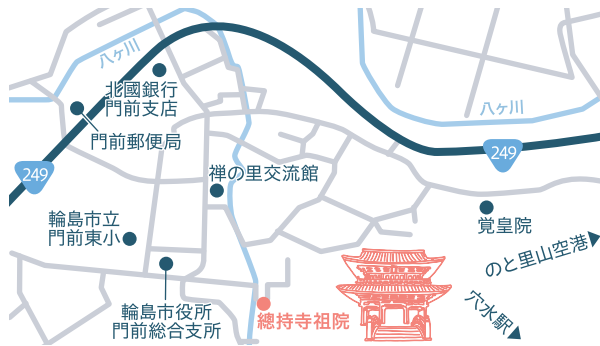 八ヶ川
北國銀行
門前支店
門前郵便局
249
八ヶ川
249
禅の里交流館
輪島市立
門前東小
覚皇院
のと里山空港
穴水駅
輪島市役所
門前総合支所
總持寺祖院